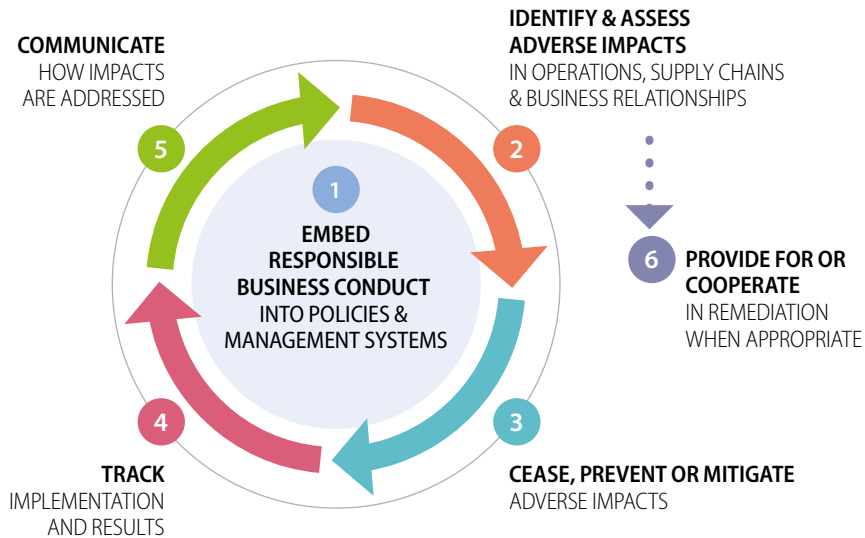 1
EMBED
RESPONSIBLE
BUSINESS CONDUCT
INTO POLICIES &
MANAGEMENT SYSTEMS
IDENTIFY & ASSESS
ADVERSE IMPACTS
IN OPERATIONS, SUPPLY CHAINS
& BUSINESS RELATIONSHIPS
2
3
CEASE, PREVENT OR MITIGATE
ADVERSE IMPACTS
4
TRACK
IMPLEMENTATION
AND RESULTS
COMMUNICATE
HOW IMPACTS
ARE ADDRESSED
5
6
PROVIDE FOR OR
COOPERATE
IN REMEDIATION
WHEN APPROPRIATE